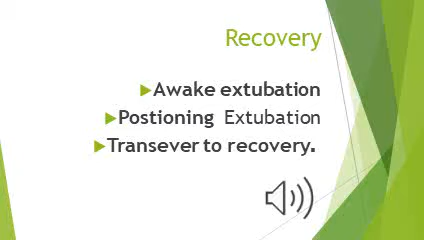 Recovery
Awake extubation
Postioning Extubation
Transever to recovery.